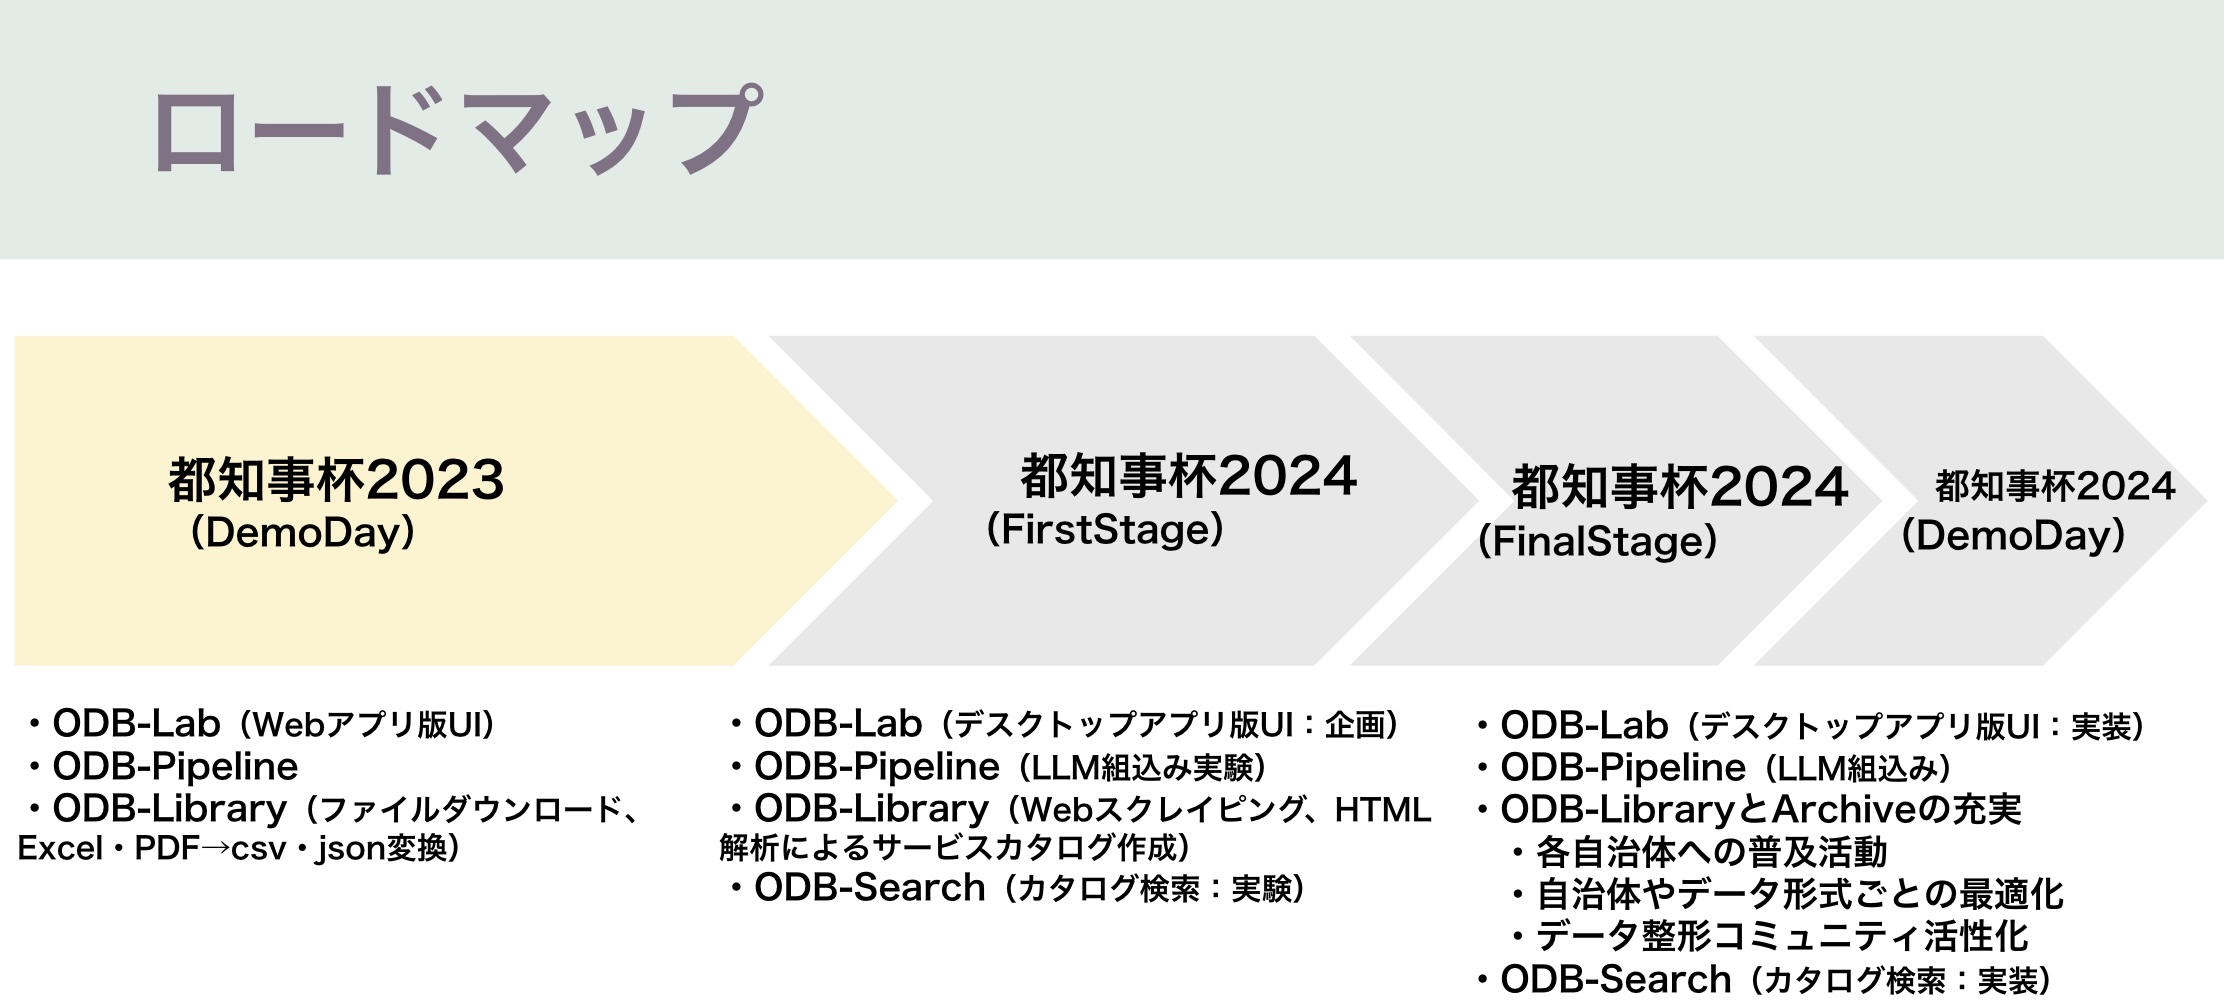 ロードマップ
都知事杯2023
（DemoDay）
都知事杯2024
（FirstStage）
都知事杯2024
（FinalStage）
都知事杯2024
（DemoDay）
・ODB-Lab（Webアプリ版UI）
・ODB-Pipeline
・ODB-Library（ファイルダウンロード、
Excel・PDF→csv・json変換）
・ODB-Lab（デスクトップアプリ版UI：企画）
・ODB-Pipeline（LLM組込み実験）
・ODB-Library（Webスクレイピング、HTML
解析によるサービスカタログ作成）
・ODB-Search（カタログ検索：実験）
・ODB-Lab（デスクトップアプリ版UI：実装）
・ODB-Pipeline（LLM組込み）
・ODB-LibraryとArchiveの充実
・各自治体への普及活動
・自治体やデータ形式ごとの最適化
・データ整形コミュニティ活性化
・ODB-Search（カタログ検索：実装）